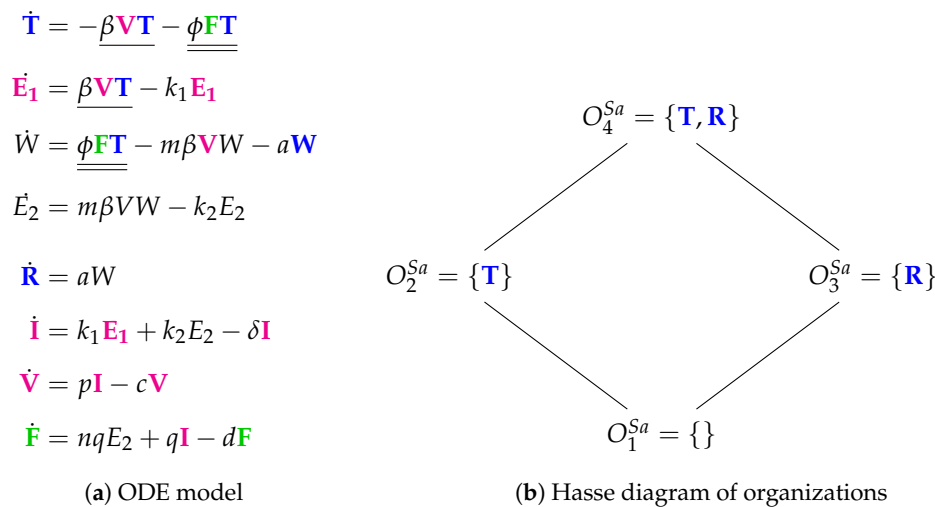 Ṫ = −βVT − φFT
Ė₁ = βVT − k₁E₁
Ẇ = φFT − mβVW − aW
Ė₂ = mβVW − k₂E₂
Ṙ = aW
İ = k₁E₁ + k₂E₂ − δI
V̇ = pI − cV
Ḟ = nqE₂ + qI − dF
(a) ODE model
O₄^{Sa} = {T, R}
O₂^{Sa} = {T}
O₃^{Sa} = {R}
O₁^{Sa} = {}
(b) Hasse diagram of organizations